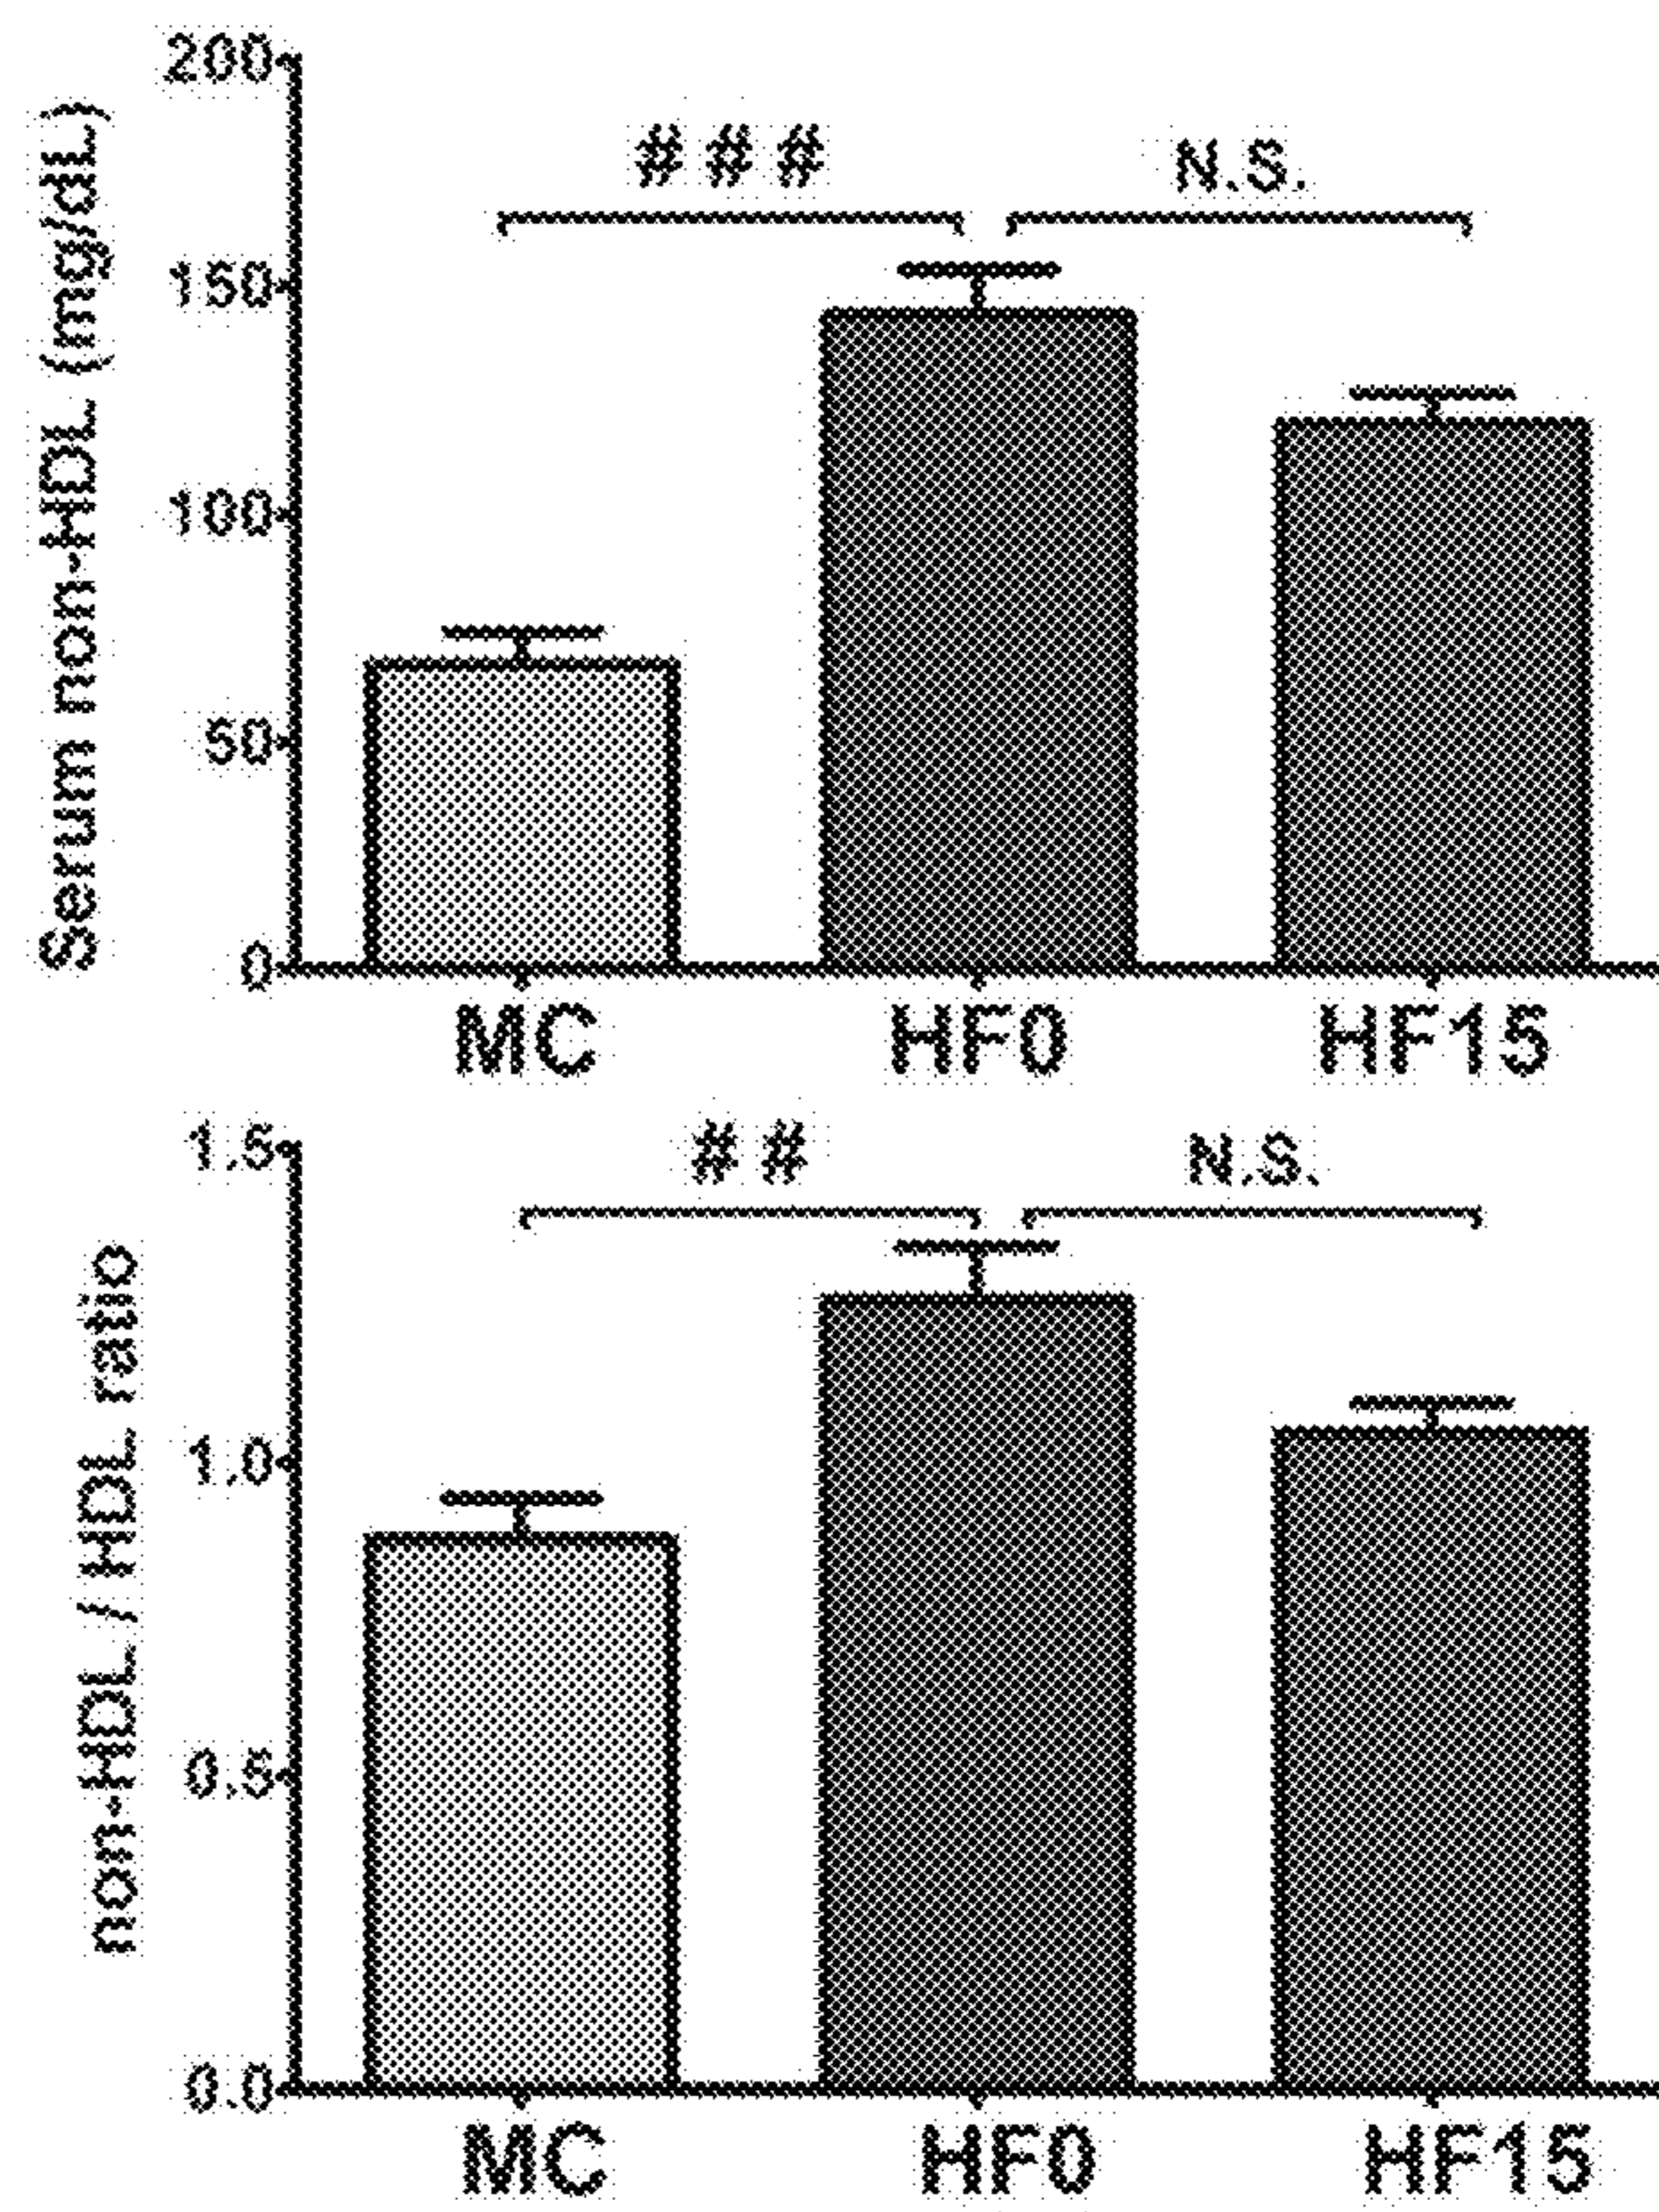 200
# # #
N.S.
150
100
50
0
Serum non-HDL (mg/dL)
MC
HF0
HF15
1.5
# #
N.S.
1.0
0.5
0.0
non-HDL / HDL ratio
MC
HF0
HF15